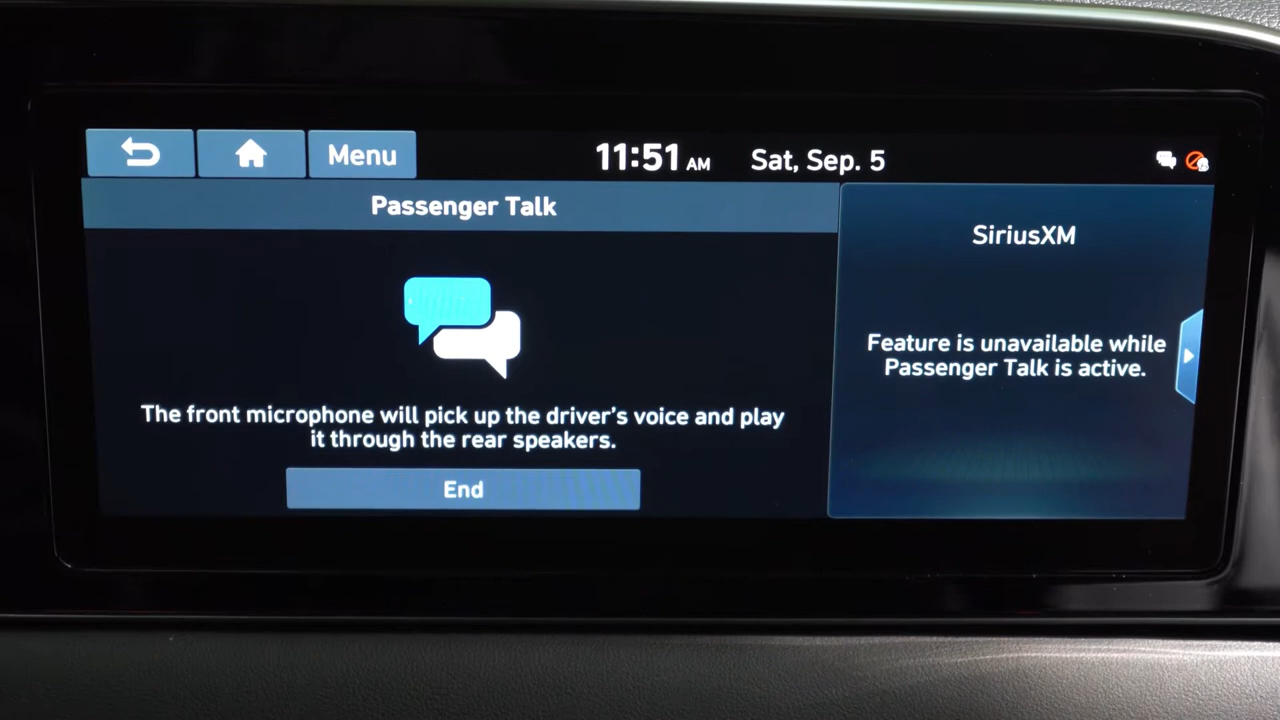 Menu
11:51 AM
Sat, Sep. 5
Passenger Talk
The front microphone will pick up the driver's voice and play
it through the rear speakers.
End
SiriusXM
Feature is unavailable while
Passenger Talk is active.